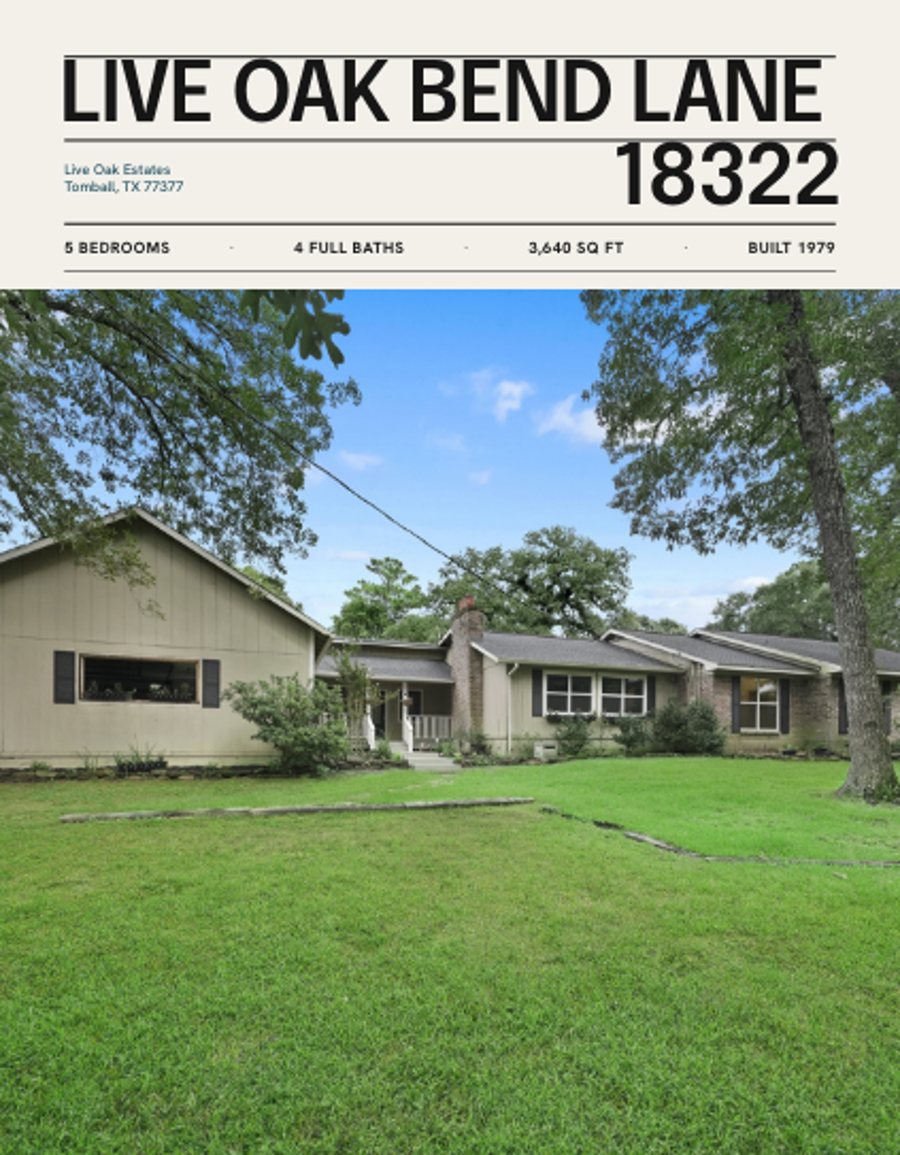 LIVE OAK BEND LANE
18322
Live Oak Estates
Tomball, TX 77377
5 BEDROOMS · 4 FULL BATHS · 3,640 SQ FT · BUILT 1979